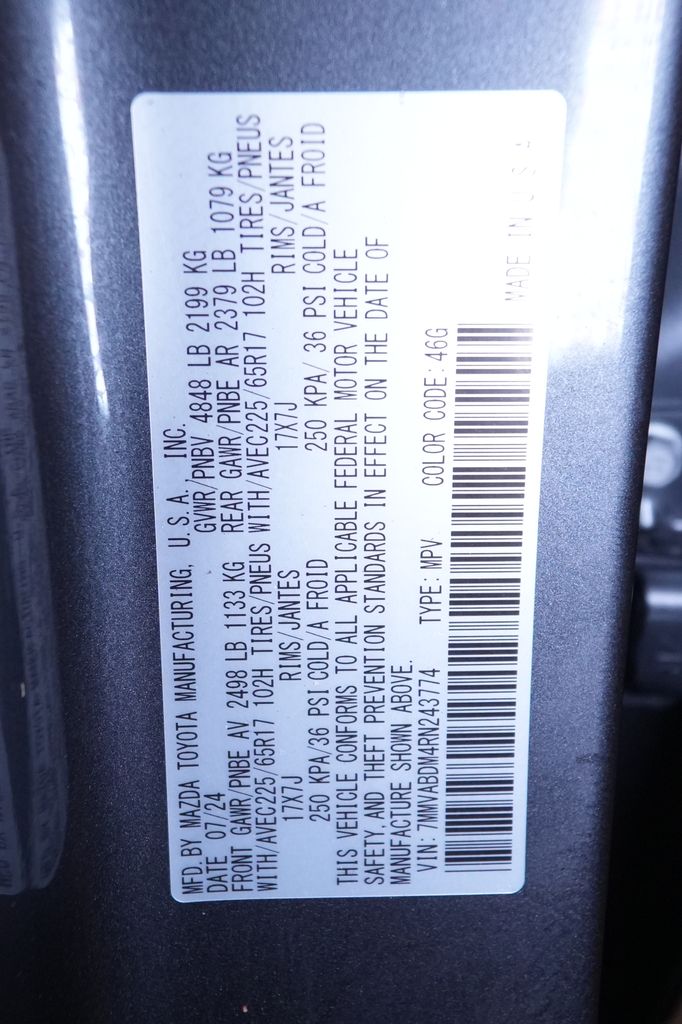 MFD. BY MAZDA TOYOTA MANUFACTURING, U. S. A. INC.
DATE 07/24 GVWR/PNBV 4848 LB 2199 KG
FRONT GAWR/PNBE AV 2498 LB 1133 KG REAR GAWR/PNBE AR 2379 LB 1079 KG
WITH/AVEC225/65R17 102H TIRES/PNEUS WITH/AVEC225/65R17 102H TIRES/PNEUS
17X7J RIMS/JANTES 17X7J RIMS/JANTES
250 KPA/36 PSI COLD/A FROID 250 KPA/ 36 PSI COLD/A FROID
THIS VEHICLE CONFORMS TO ALL APPLICABLE FEDERAL MOTOR VEHICLE
SAFETY, AND THEFT PREVENTION STANDARDS IN EFFECT ON THE DATE OF
MANUFACTURE SHOWN ABOVE.
VIN: 7MMVABDM4RN243774 TYPE: MPV COLOR CODE: 46G
MADE IN U S A